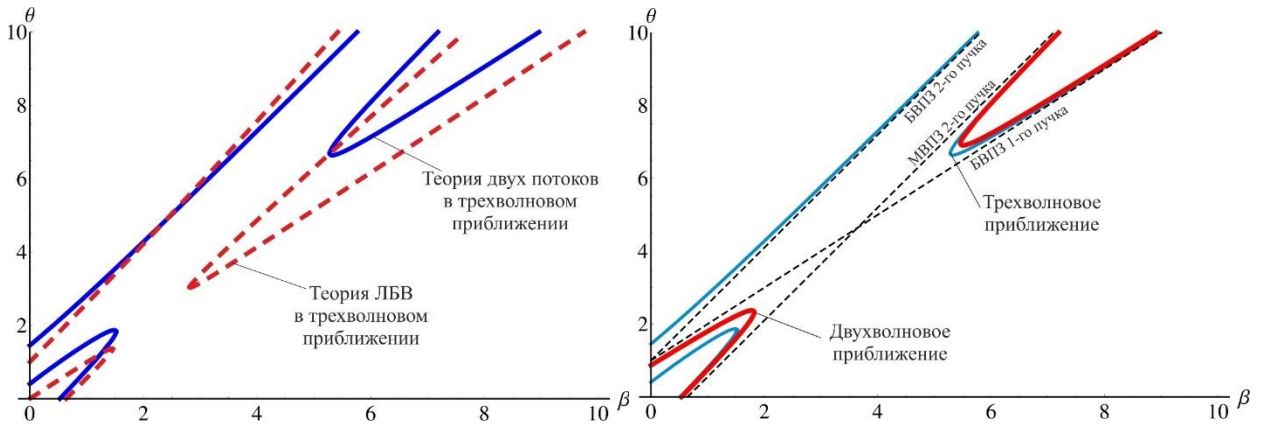 θ
10
8
6
4
2
0
2
4
6
8
10 β
Теория двух потоков
в трехволновом
приближении
Теория ЛБВ
в трехволновом
приближении
θ
10
8
6
4
2
0
2
4
6
8
10 β
БВПЗ 2-го пучка
МВПЗ 2-го пучка
БВПЗ 1-го пучка
Трехволновое
приближение
Двухволновое
приближение